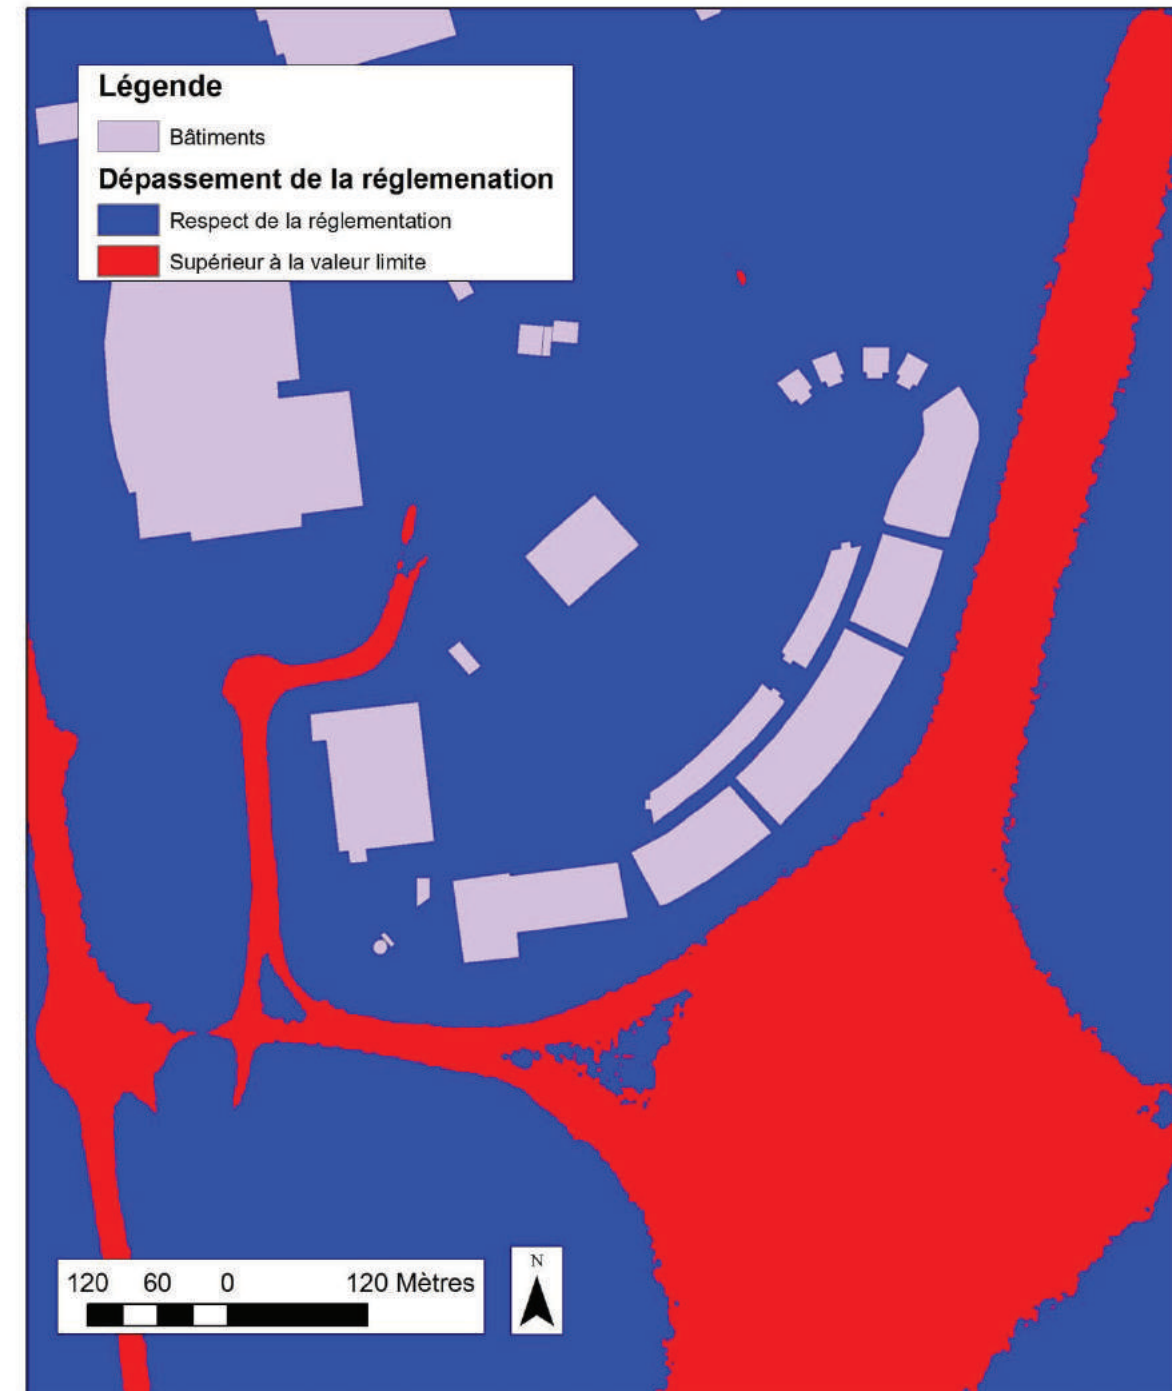 Légende
Bâtiments
Dépassement de la réglemenation
Respect de la réglementation
Supérieur à la valeur limite
120 60 0 120 Mètres
N